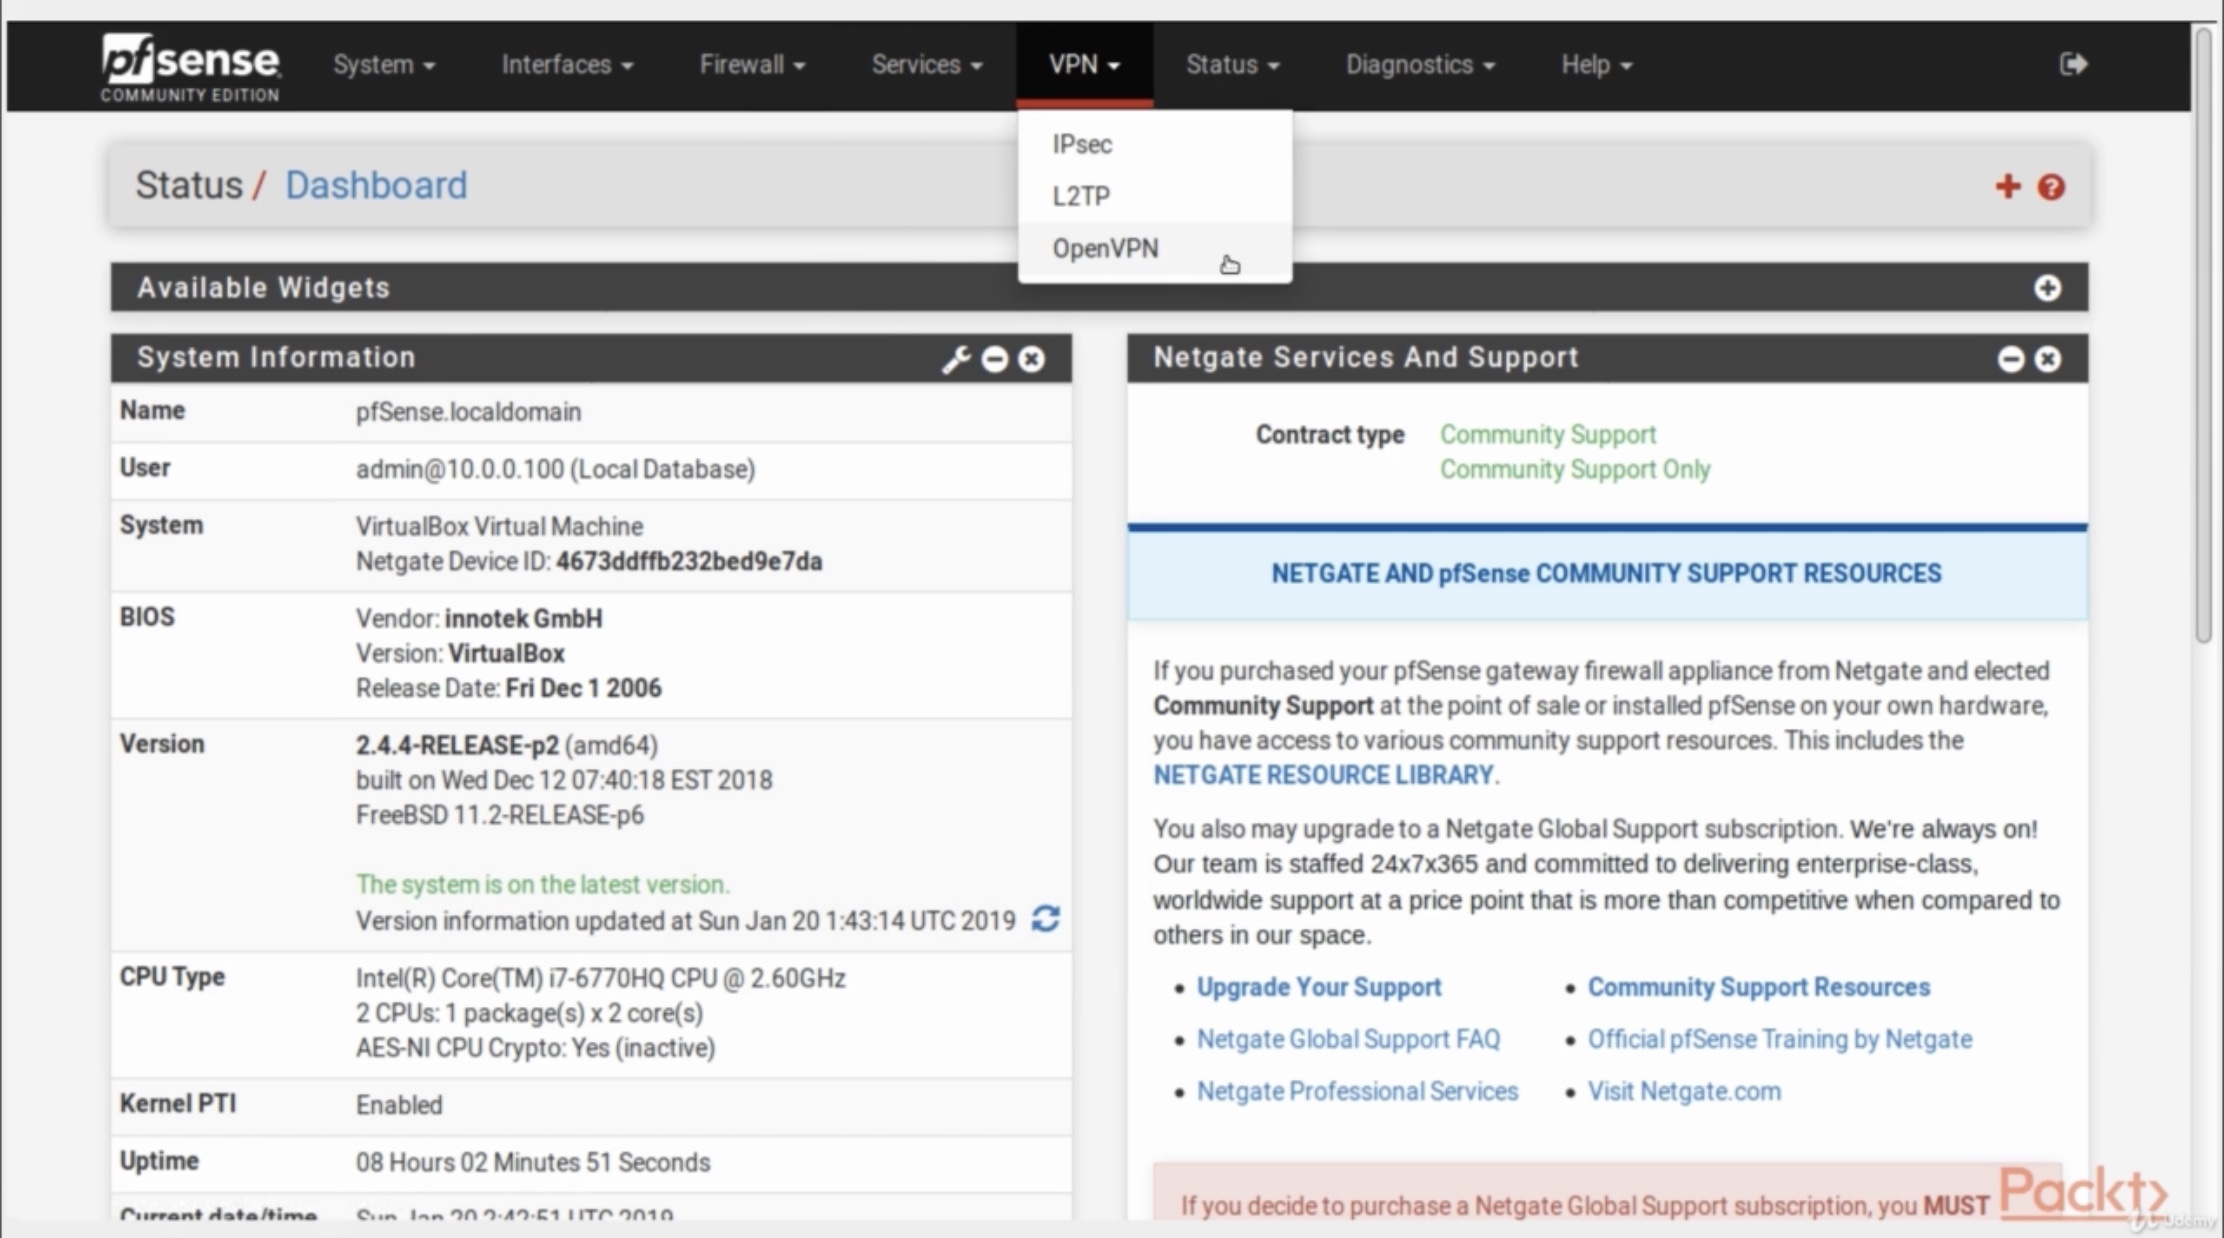 pfsense
COMMUNITY EDITION
System
Interfaces
Firewall
Services
VPN
Status
Diagnostics
Help
IPsec
L2TP
OpenVPN
Status / Dashboard
Available Widgets
System Information
Name
pfSense.localdomain
User
admin@10.0.0.100 (Local Database)
System
VirtualBox Virtual Machine
Netgate Device ID: 4673ddffb232bed9e7da
BIOS
Vendor: innotek GmbH
Version: VirtualBox
Release Date: Fri Dec 1 2006
Version
2.4.4-RELEASE-p2 (amd64)
built on Wed Dec 12 07:40:18 EST 2018
FreeBSD 11.2-RELEASE-p6
The system is on the latest version.
Version information updated at Sun Jan 20 1:43:14 UTC 2019
CPU Type
Intel(R) Core(TM) i7-6770HQ CPU @ 2.60GHz
2 CPUs: 1 package(s) x 2 core(s)
AES-NI CPU Crypto: Yes (inactive)
Kernel PTI
Enabled
Uptime
08 Hours 02 Minutes 51 Seconds
Current date/time
Sun Jan 20 2:42:51 UTC 2019
Netgate Services And Support
Contract type
Community Support
Community Support Only
NETGATE AND pfSense COMMUNITY SUPPORT RESOURCES
If you purchased your pfSense gateway firewall appliance from Netgate and elected
Community Support at the point of sale or installed pfSense on your own hardware,
you have access to various community support resources. This includes the
NETGATE RESOURCE LIBRARY.
You also may upgrade to a Netgate Global Support subscription. We're always on!
Our team is staffed 24x7x365 and committed to delivering enterprise-class,
worldwide support at a price point that is more than competitive when compared to
others in our space.
• Upgrade Your Support
• Community Support Resources
• Netgate Global Support FAQ
• Official pfSense Training by Netgate
• Netgate Professional Services
• Visit Netgate.com
If you decide to purchase a Netgate Global Support subscription, you MUST
Packt
Udemy